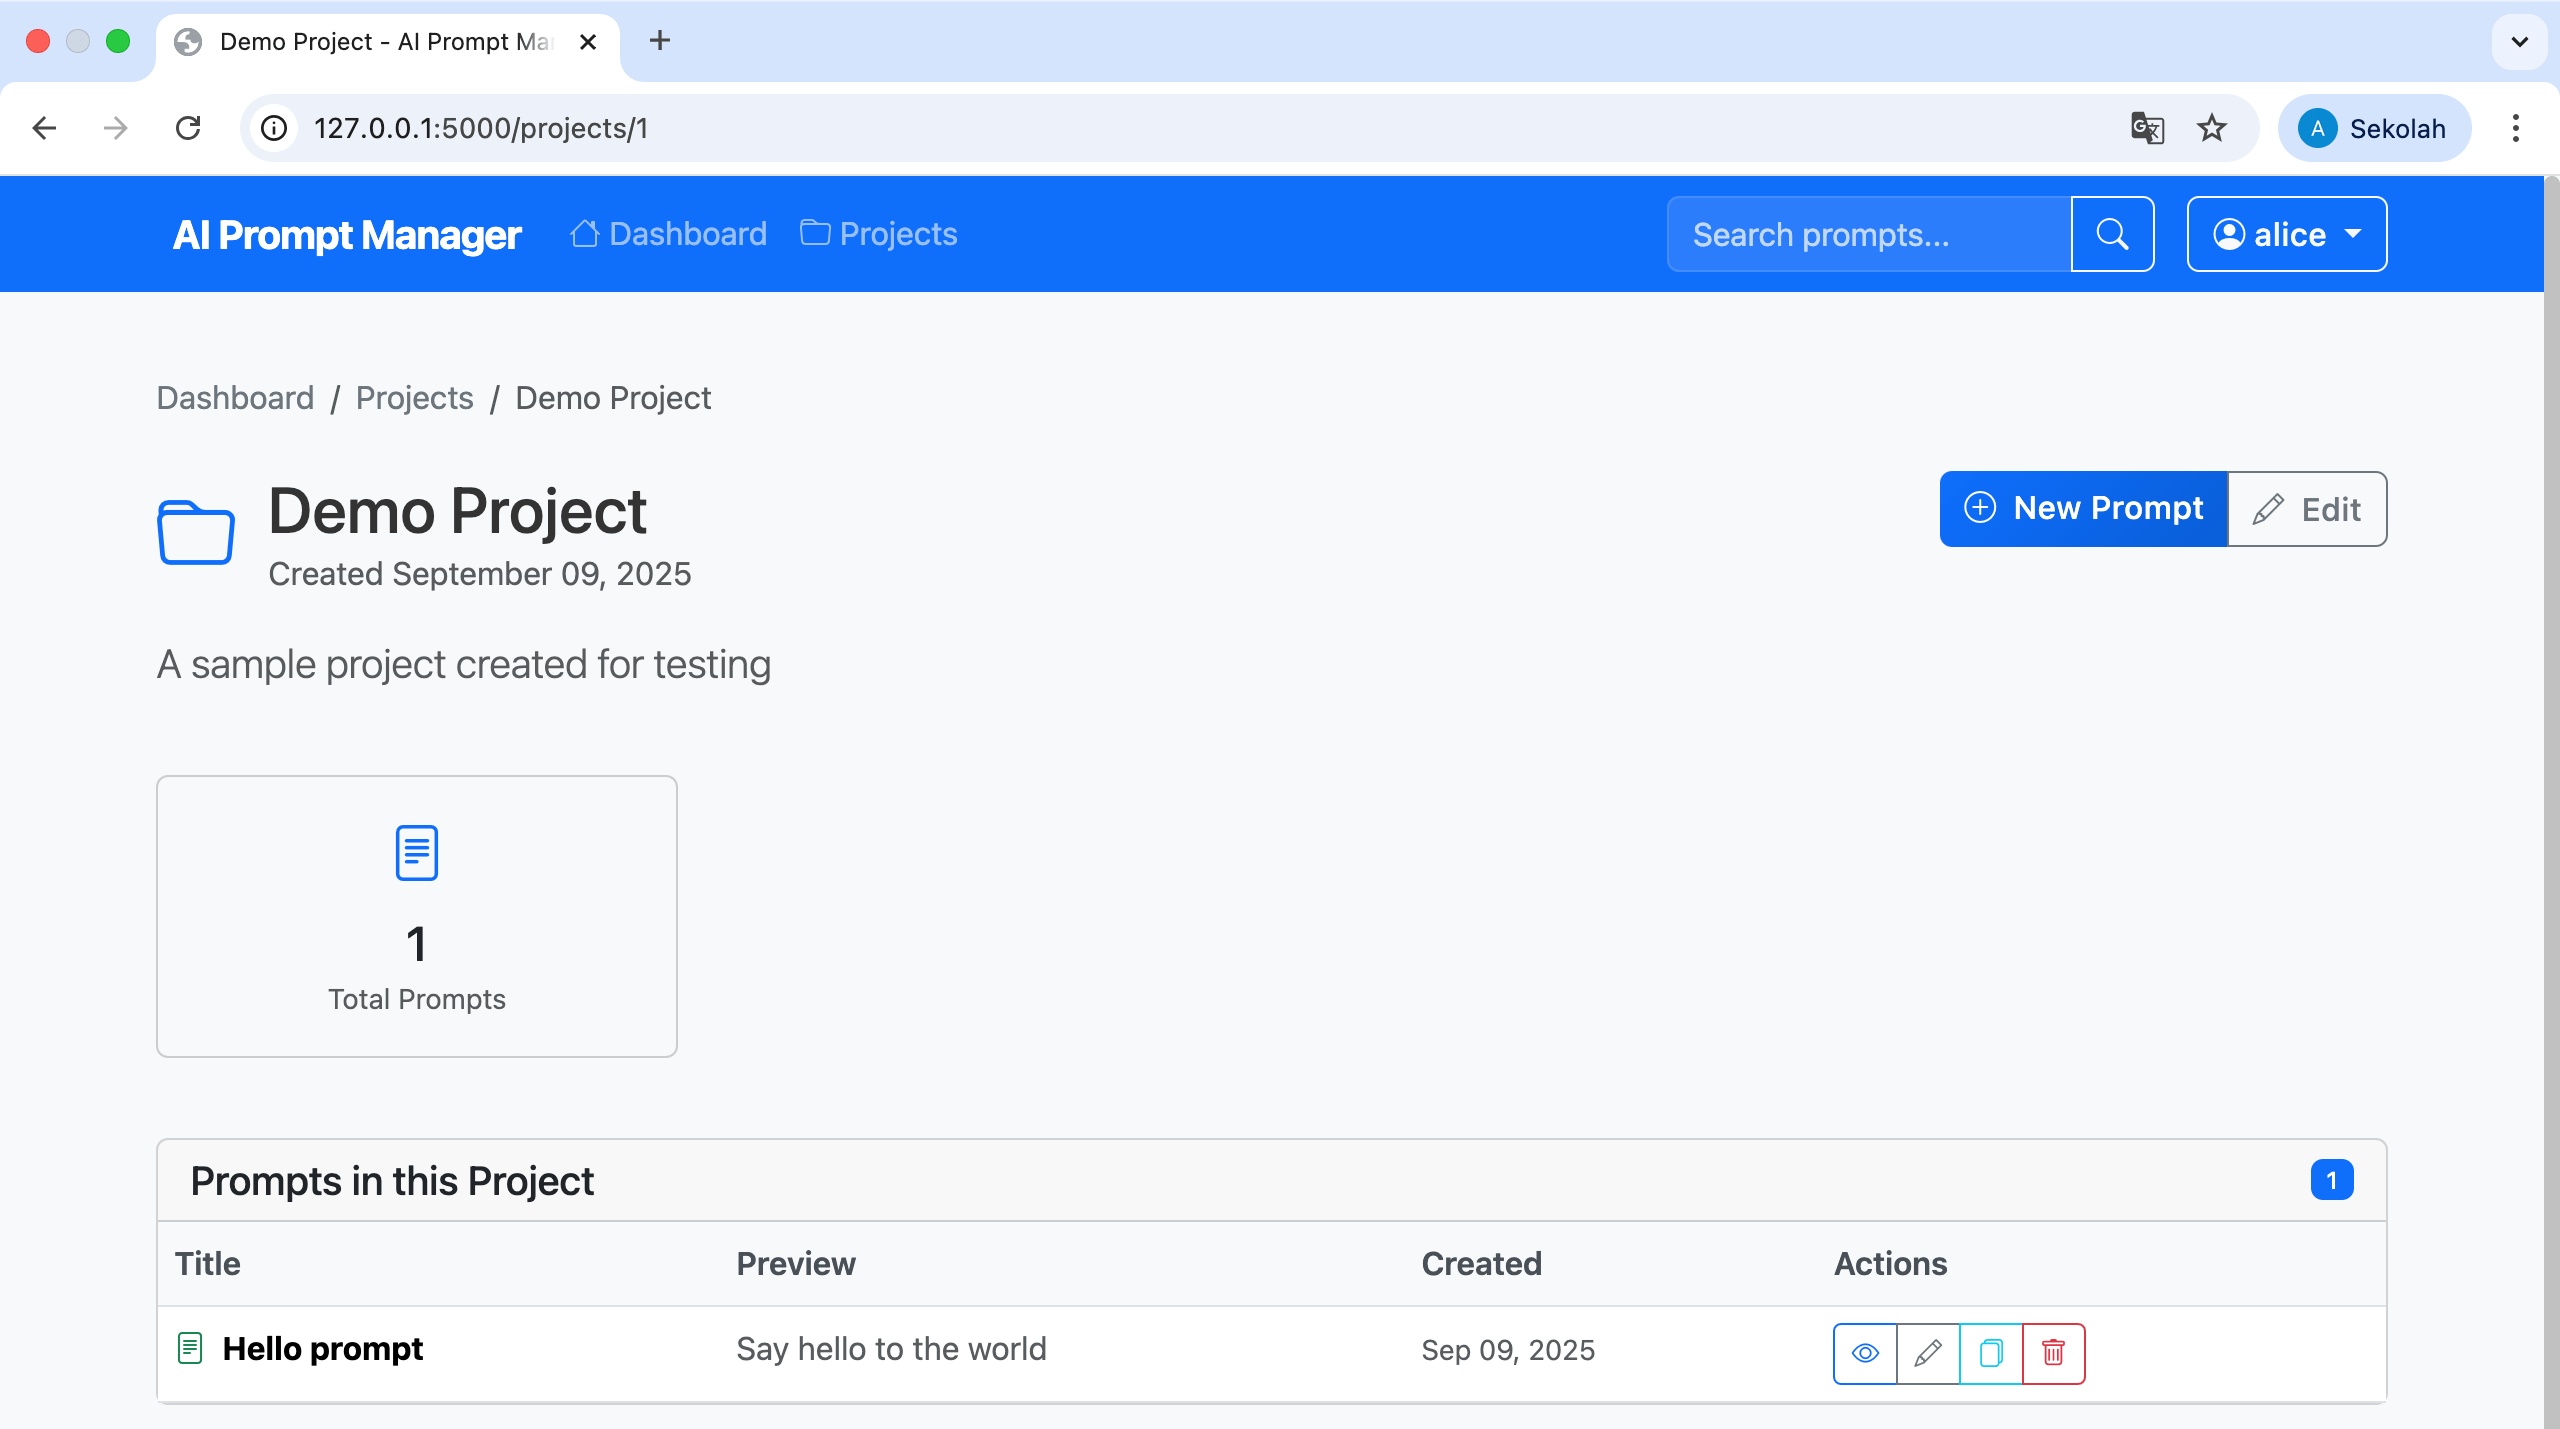 Demo Project - AI Prompt Ma
127.0.0.1:5000/projects/1
A Sekolah
AI Prompt Manager Dashboard Projects Search prompts... alice
Dashboard / Projects / Demo Project
Demo Project
New Prompt Edit
Created September 09, 2025
A sample project created for testing
1
Total Prompts
Prompts in this Project 1
Title Preview Created Actions
Hello prompt Say hello to the world Sep 09, 2025